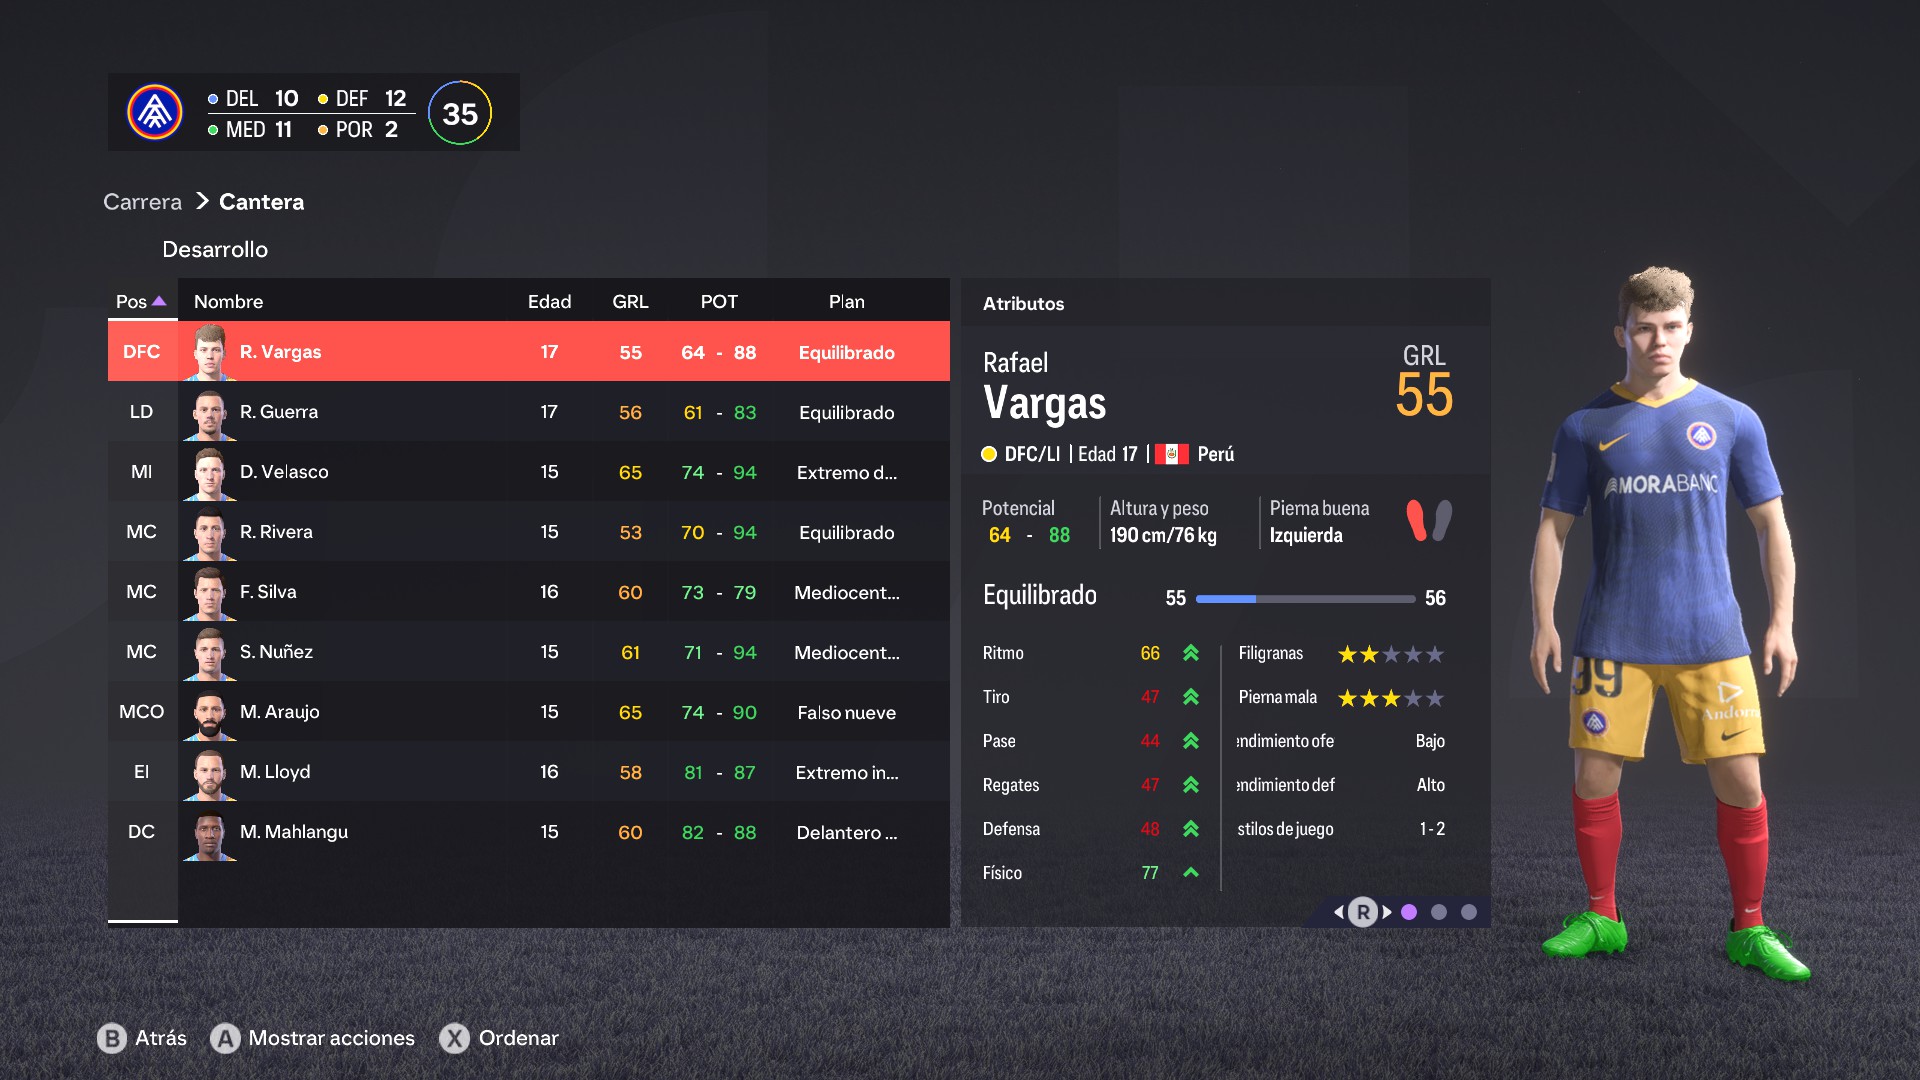 DEL 10 DEF 12
MED 11 POR 2
35
Carrera > Cantera
Desarrollo
Pos Nombre Edad GRL POT Plan
DFC R. Vargas 17 55 64 - 88 Equilibrado
LD R. Guerra 17 56 61 - 83 Equilibrado
MI D. Velasco 15 65 74 - 94 Extremo d...
MC R. Rivera 15 53 70 - 94 Equilibrado
MC F. Silva 16 60 73 - 79 Mediocent...
MC S. Nuñez 15 61 71 - 94 Mediocent...
MCO M. Araujo 15 65 74 - 90 Falso nueve
EI M. Lloyd 16 58 81 - 87 Extremo in...
DC M. Mahlangu 15 60 82 - 88 Delantero ...
Atributos
Rafael
Vargas
GRL
55
DFC/LI | Edad 17 | Perú
Potencial
64 - 88
Altura y peso
190 cm/76 kg
Pierna buena
Izquierda
Equilibrado 55 56
Ritmo 66
Tiro 47
Pase 44
Regates 47
Defensa 48
Físico 77
Filigranas
Pierna mala
endimiento ofe Bajo
endimiento def Alto
stilos de juego 1 - 2
R
MORABANC
99
Andorra
B Atrás A Mostrar acciones X Ordenar